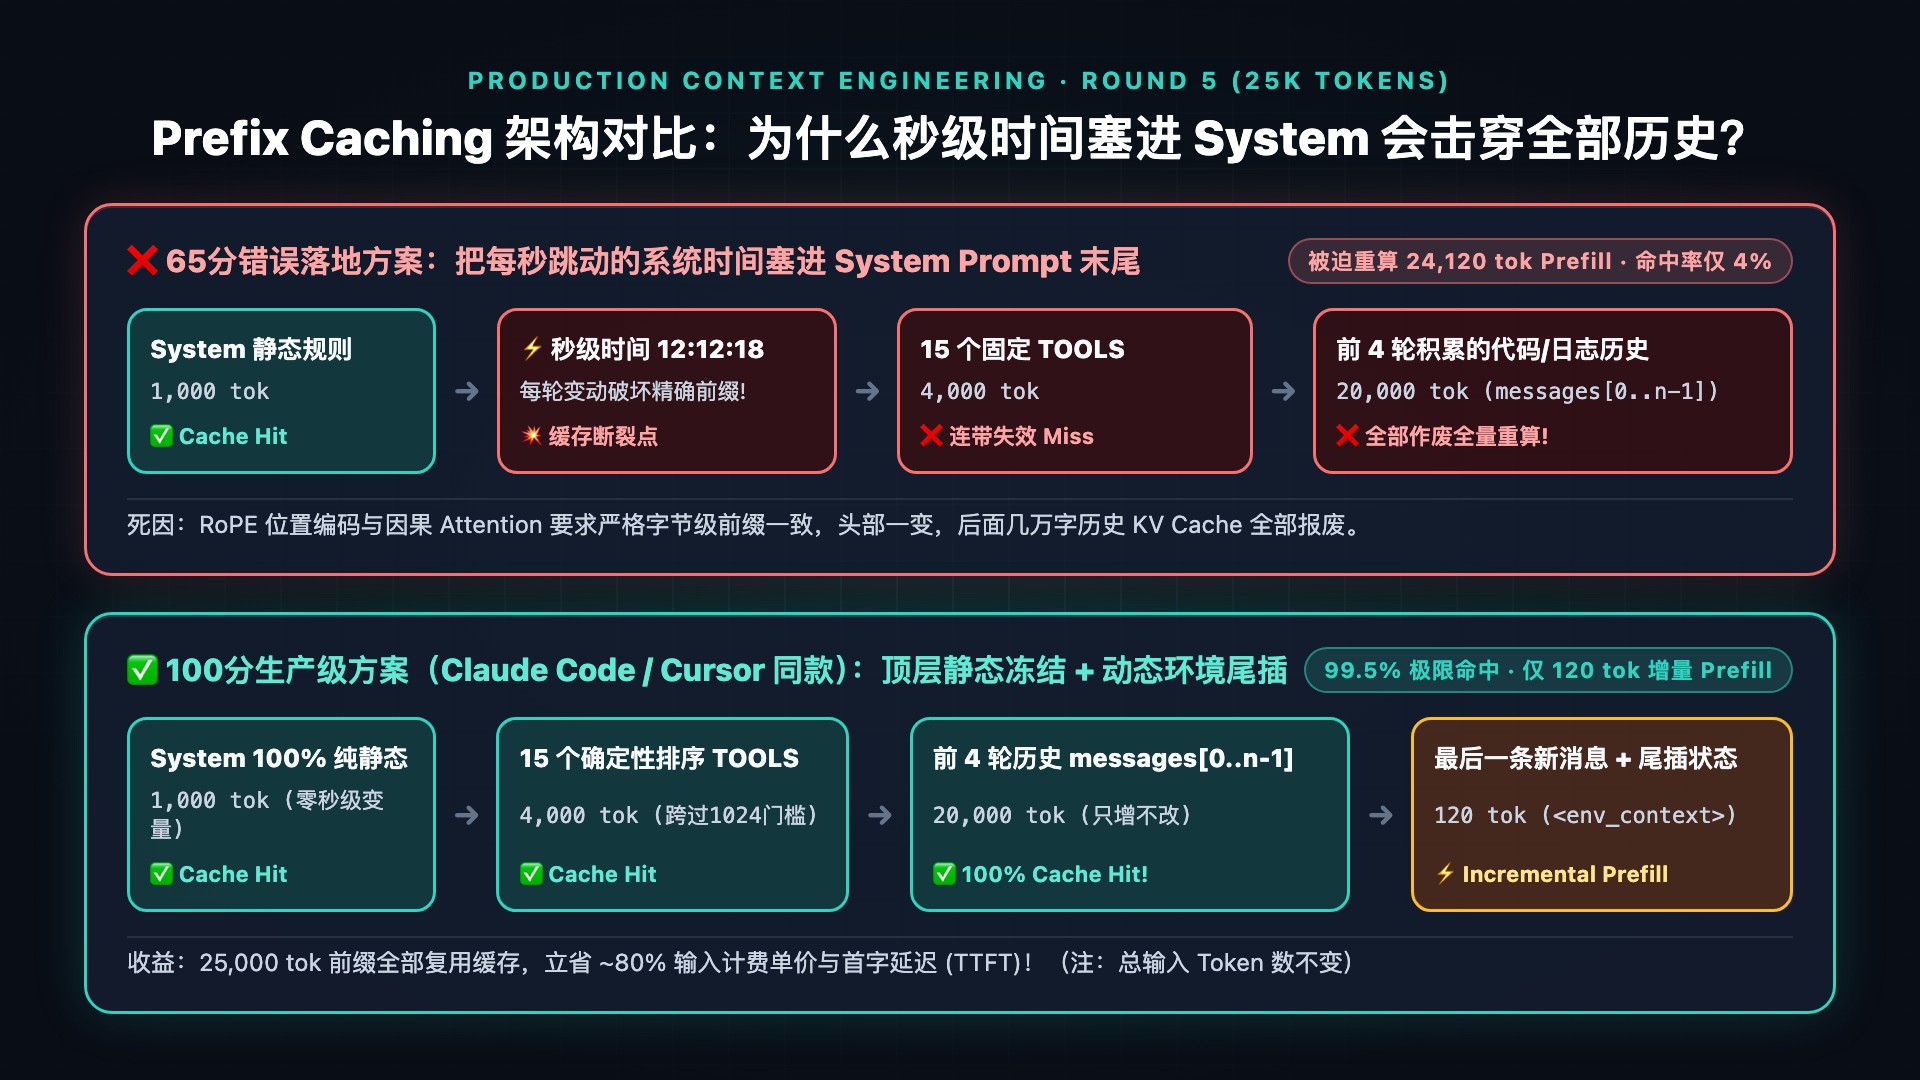 PRODUCTION CONTEXT ENGINEERING · ROUND 5 (25K TOKENS)
Prefix Caching 架构对比：为什么秒级时间塞进 System 会击穿全部历史？
❌ 65分错误落地方案：把每秒跳动的系统时间塞进 System Prompt 末尾
被迫重算 24,120 tok Prefill · 命中率仅 4%
System 静态规则
1,000 tok
✅ Cache Hit
→
⚡ 秒级时间 12:12:18
每轮变动破坏精确前缀!
💥 缓存断裂点
→
15 个固定 TOOLS
4,000 tok
❌ 连带失效 Miss
→
前 4 轮积累的代码/日志历史
20,000 tok (messages[0..n-1])
❌ 全部作废全量重算!
死因：RoPE 位置编码与因果 Attention 要求严格字节级前缀一致，头部一变，后面几万字历史 KV Cache 全部报废。
✅ 100分生产级方案（Claude Code / Cursor 同款）：顶层静态冻结 + 动态环境尾插
99.5% 极限命中 · 仅 120 tok 增量 Prefill
System 100% 纯静态
1,000 tok (零秒级变
量)
✅ Cache Hit
→
15 个确定性排序 TOOLS
4,000 tok (跨过1024门槛)
✅ Cache Hit
→
前 4 轮历史 messages[0..n-1]
20,000 tok (只增不改)
✅ 100% Cache Hit!
→
最后一条新消息 + 尾插状态
120 tok (<env_context>)
⚡ Incremental Prefill
收益：25,000 tok 前缀全部复用缓存，立省 ~80% 输入计费单价与首字延迟 (TTFT)！（注：总输入 Token 数不变）